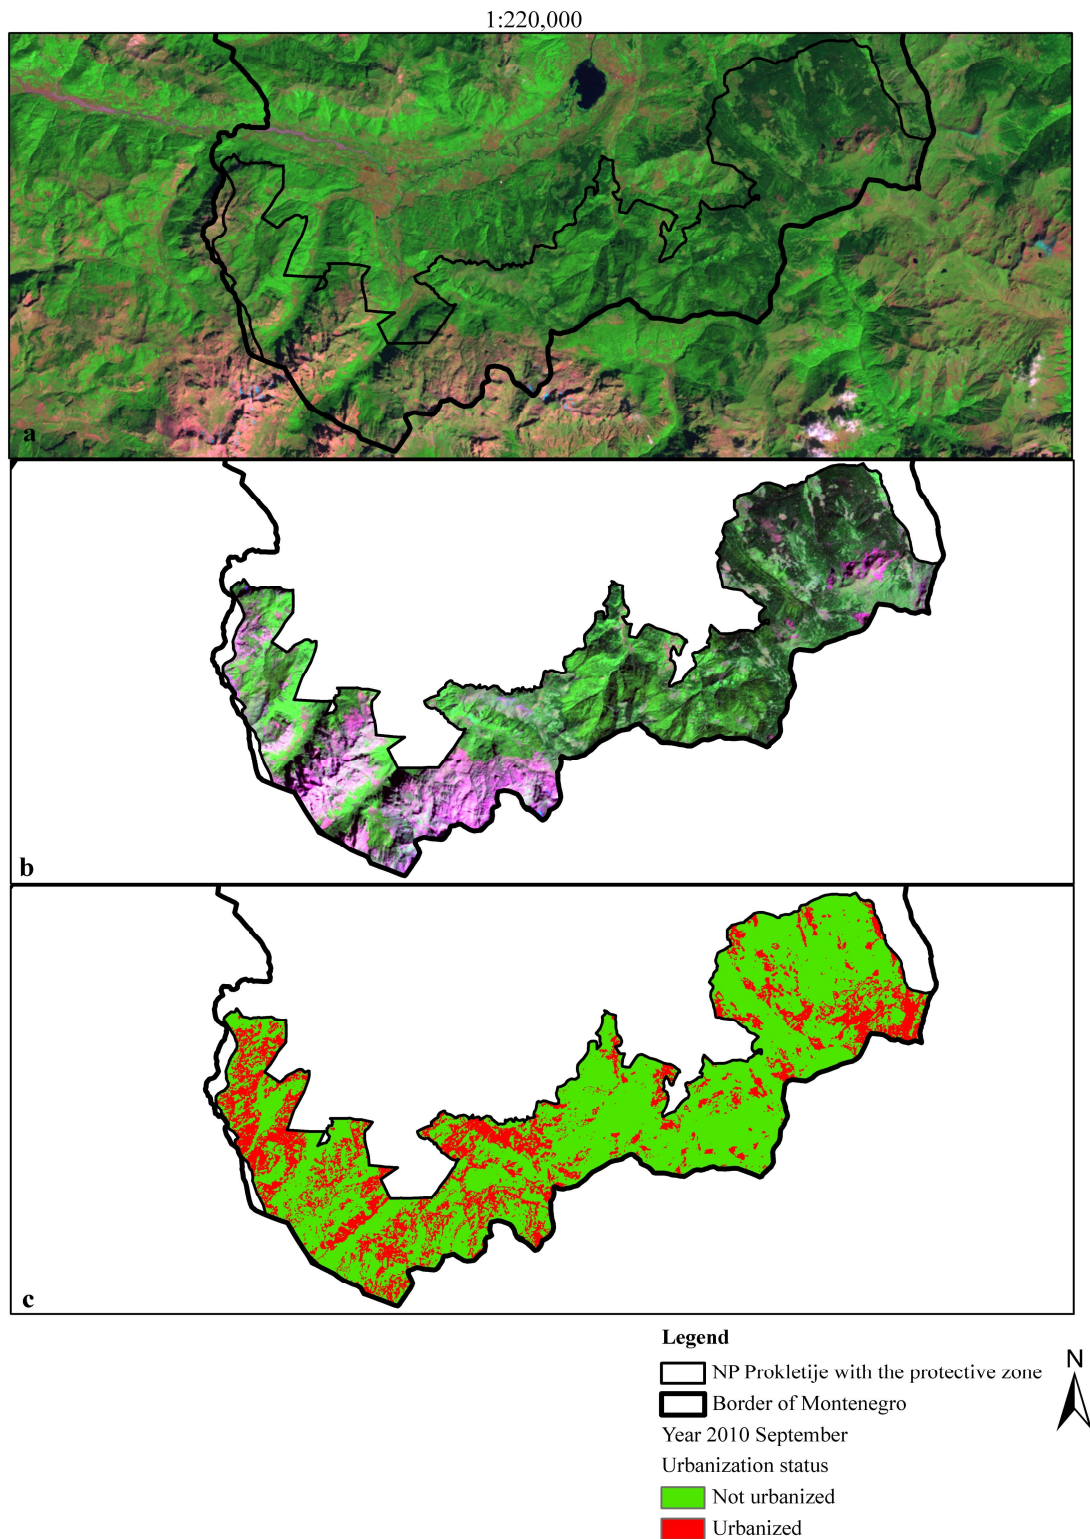 1:220,000
a
b
c
Legend
NP Prokletije with the protective zone
Border of Montenegro
Year 2010 September
Urbanization status
Not urbanized
Urbanized
N